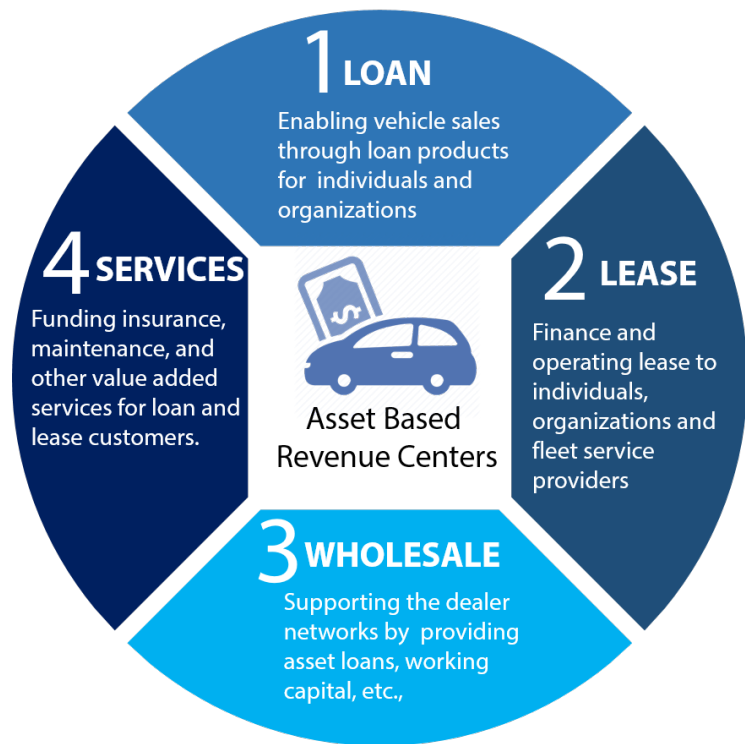 1 LOAN
Enabling vehicle sales
through loan products
for individuals and
organizations
2 LEASE
Finance and
operating lease to
individuals,
organizations and
fleet service
providers
3 WHOLESALE
Supporting the dealer
networks by providing
asset loans, working
capital, etc.,
4 SERVICES
Funding insurance,
maintenance, and
other value added
services for loan and
lease customers.
$
Asset Based
Revenue Centers